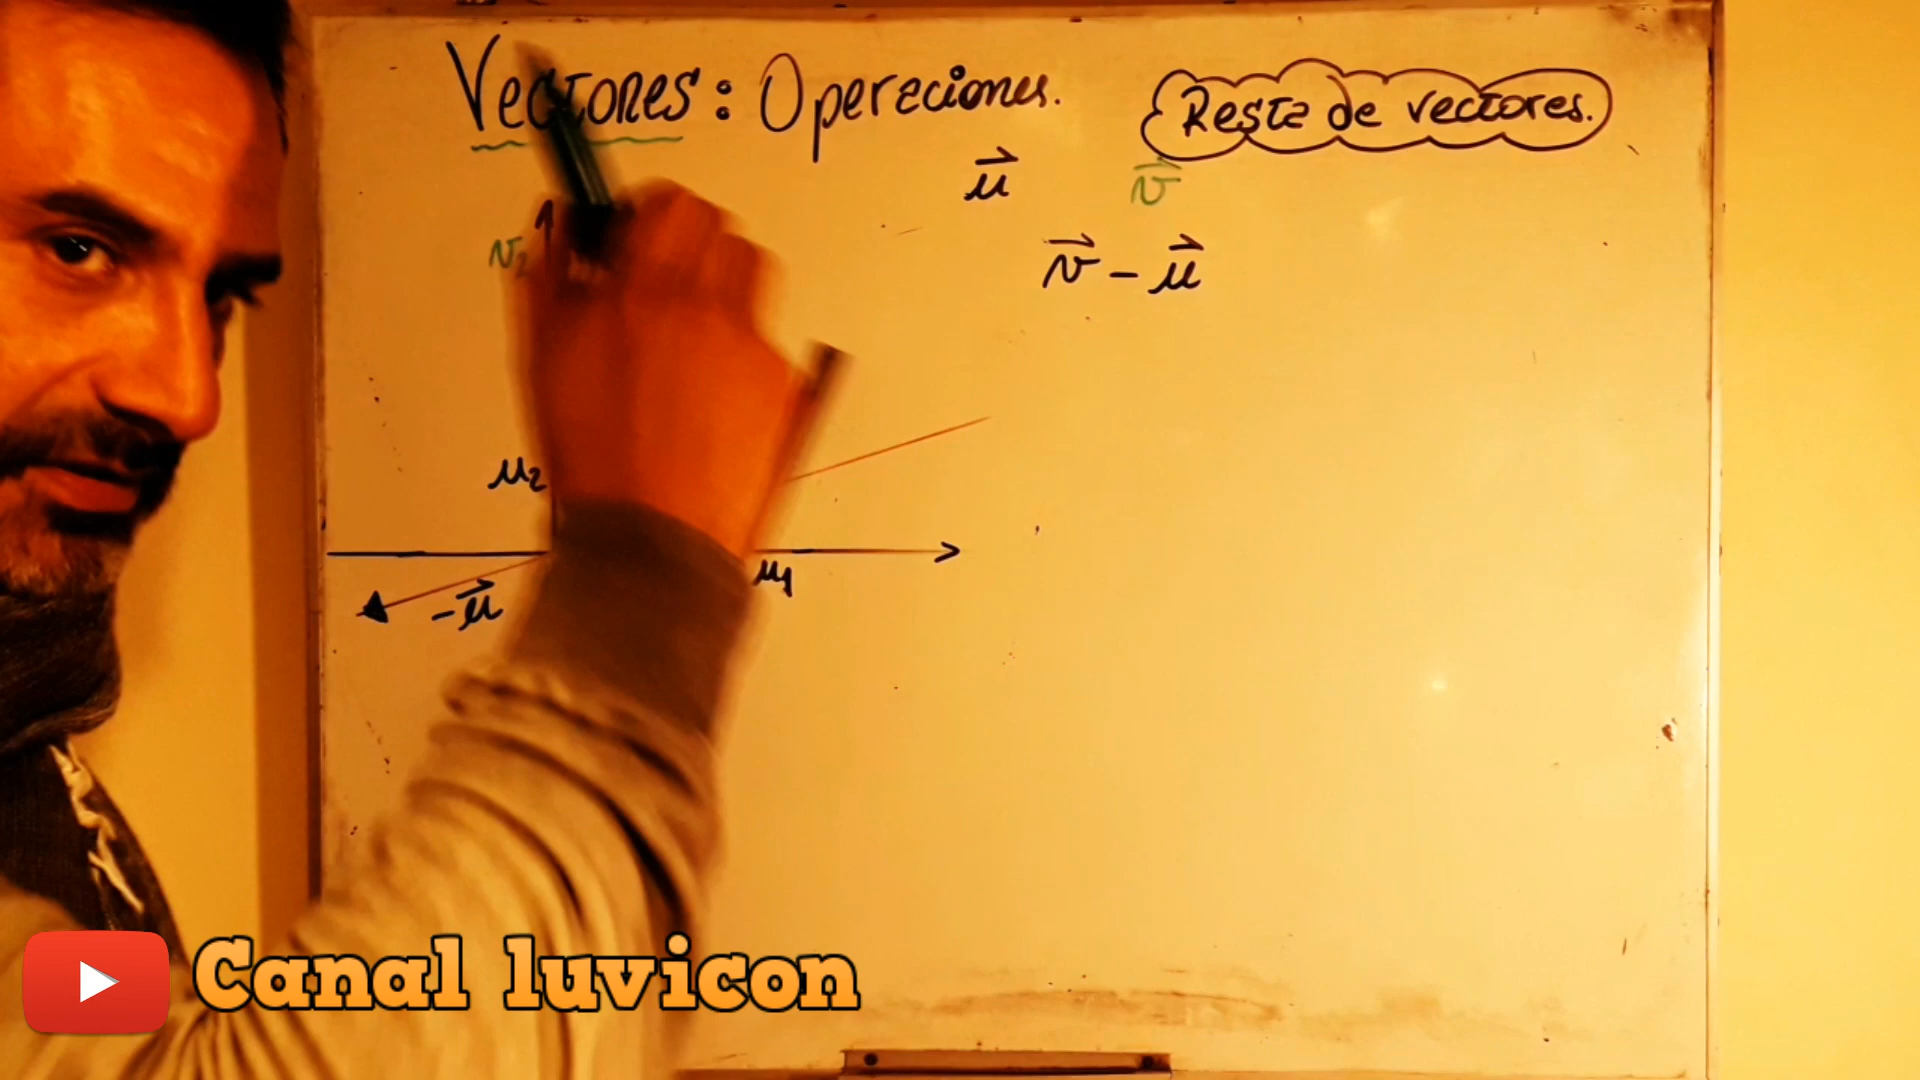 Vectores: Operaciones.
Resta de vectores.
u⃗ v⃗
v⃗ - u⃗
v₂
u₂
u₁
-u⃗
Canal luvicon